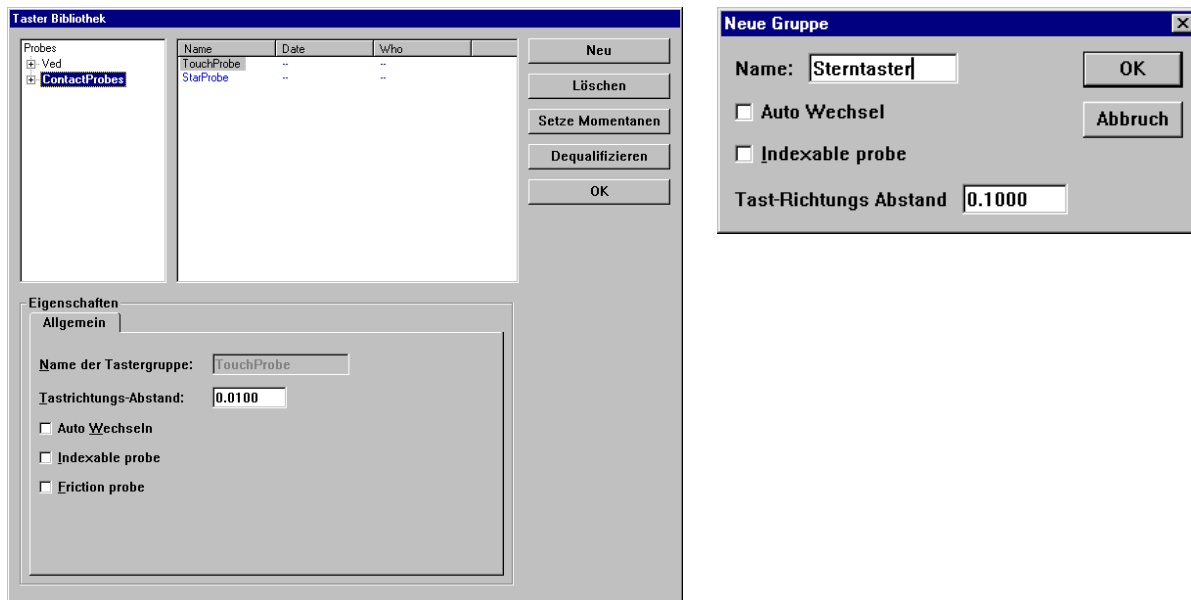 Taster Bibliothek
Probes
Ved
ContactProbes
Name Date Who
TouchProbe -- --
StarProbe -- --
Neu
Löschen
Setze Momentanen
Dequalifizieren
OK
Eigenschaften
Allgemein
Name der Tastergruppe: TouchProbe
Tastrichtungs-Abstand: 0.0100
Auto Wechseln
Indexable probe
Friction probe
Neue Gruppe
Name: Sterntaster
OK
Auto Wechsel
Abbruch
Indexable probe
Tast-Richtungs Abstand 0.1000